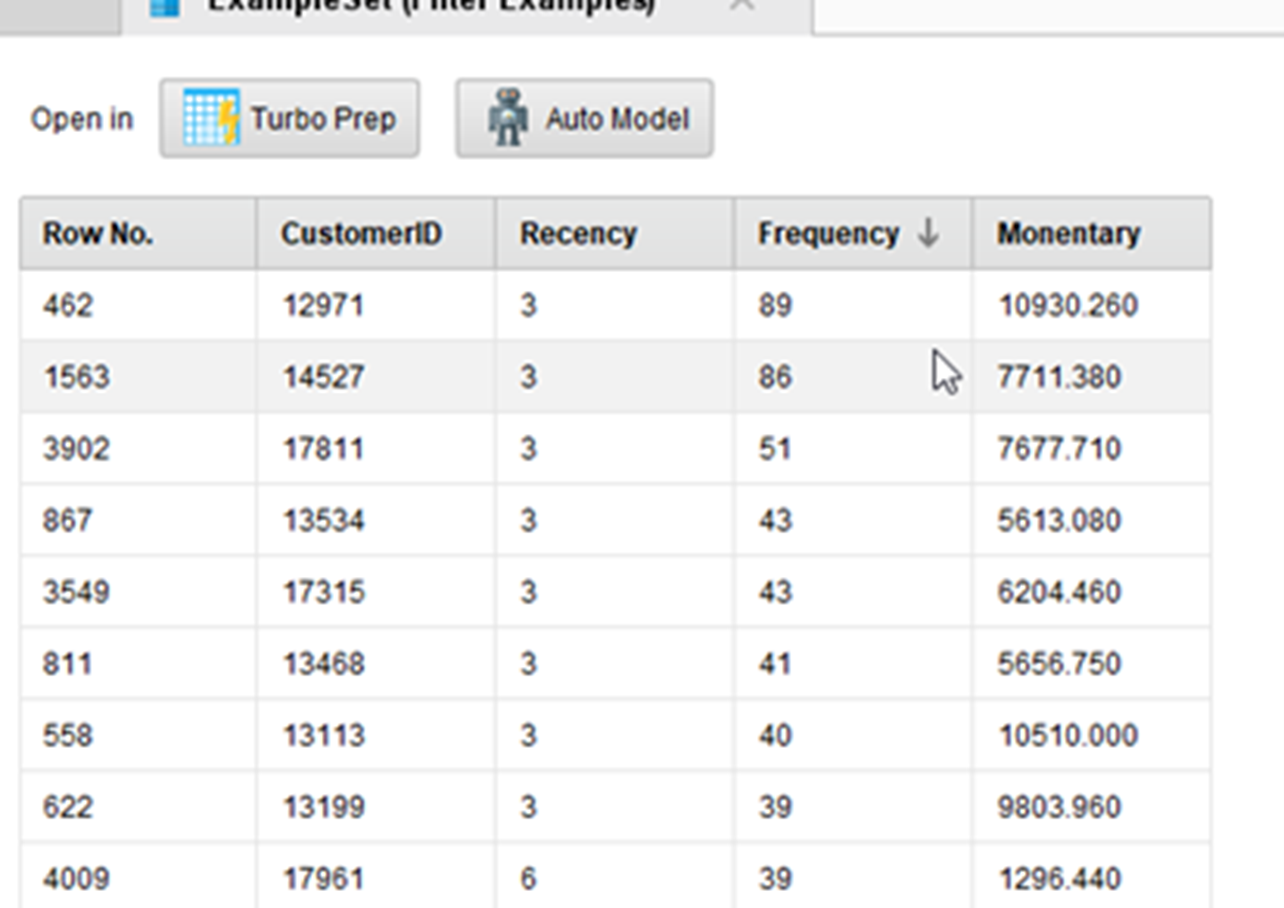 ExampleSet (Filter Examples)
Open in Turbo Prep Auto Model
Row No. CustomerID Recency Frequency Monentary
462 12971 3 89 10930.260
1563 14527 3 86 7711.380
3902 17811 3 51 7677.710
867 13534 3 43 5613.080
3549 17315 3 43 6204.460
811 13468 3 41 5656.750
558 13113 3 40 10510.000
622 13199 3 39 9803.960
4009 17961 6 39 1296.440